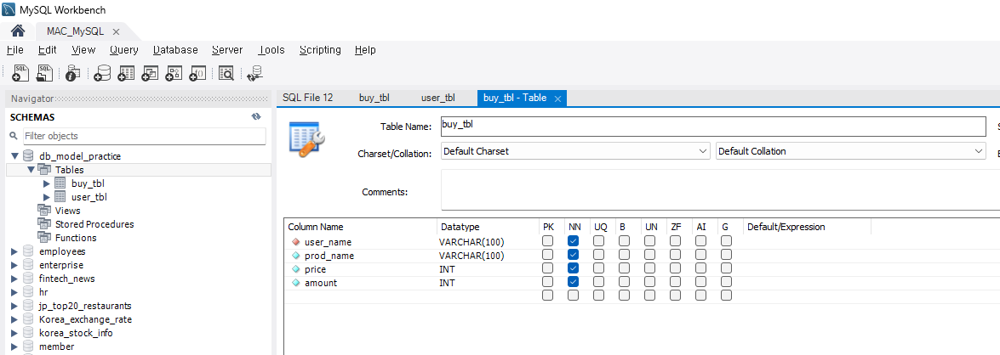 MySQL Workbench
MAC_MySQL
File Edit View Query Database Server Tools Scripting Help
SQL SQL
Navigator
SCHEMAS
Filter objects
db_model_practice
Tables
buy_tbl
user_tbl
Views
Stored Procedures
Functions
employees
enterprise
fintech_news
hr
jp_top20_restaurants
Korea_exchange_rate
korea_stock_info
member
SQL File 12 buy_tbl user_tbl buy_tbl - Table
Table Name: buy_tbl
Charset/Collation: Default Charset Default Collation
Comments:
Column Name Datatype PK NN UQ B UN ZF AI G Default/Expression
user_name VARCHAR(100)
prod_name VARCHAR(100)
price INT
amount INT